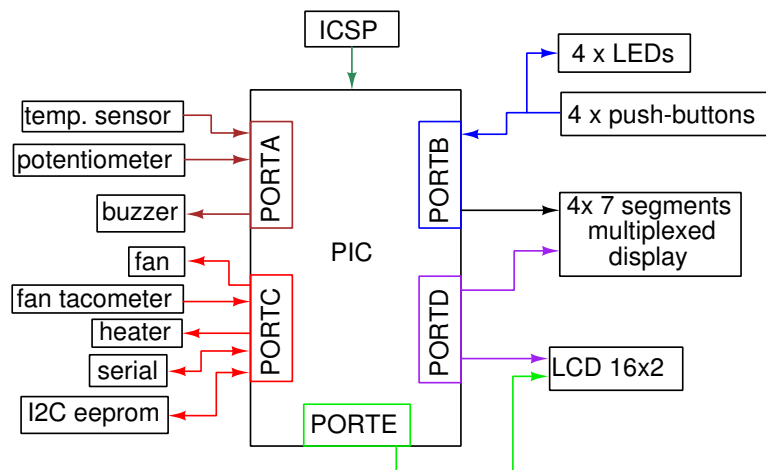 ICSP
4 x LEDs
temp. sensor
4 x push-buttons
potentiometer
PORTA
PORTB
buzzer
4x 7 segments
multiplexed
display
PIC
fan
fan tacometer
PORTC
PORTD
heater
serial
LCD 16x2
I2C eeprom
PORTE